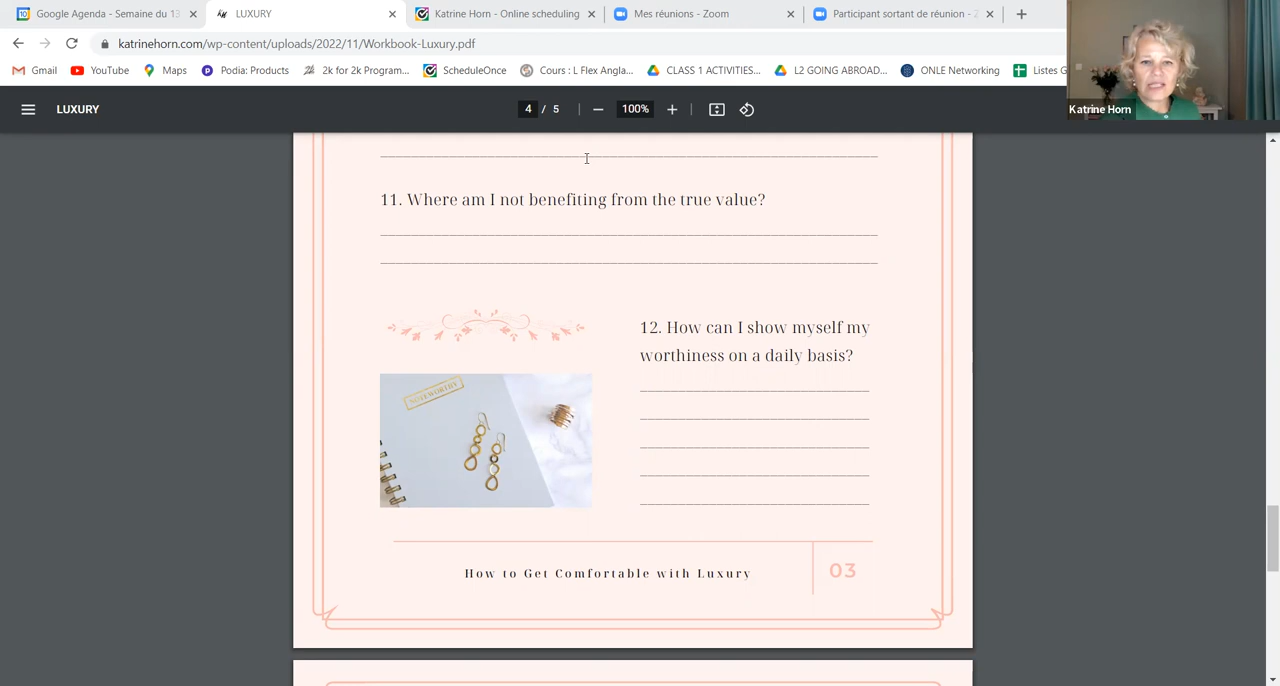 Google Agenda - Semaine du 13
LUXURY
Katrine Horn - Online scheduling
Mes réunions - Zoom
Participant sortant de réunion - Z
katrinehorn.com/wp-content/uploads/2022/11/Workbook-Luxury.pdf
Gmail
YouTube
Maps
Podia: Products
2k for 2k Program...
ScheduleOnce
Cours : L Flex Angla...
CLASS 1 ACTIVITIES...
L2 GOING ABROAD...
ONLE Networking
Listes G
Katrine Horn
LUXURY
4 / 5
100%
11. Where am I not benefiting from the true value?
12. How can I show myself my
worthiness on a daily basis?
NOTEWORTHY
How to Get Comfortable with Luxury
03